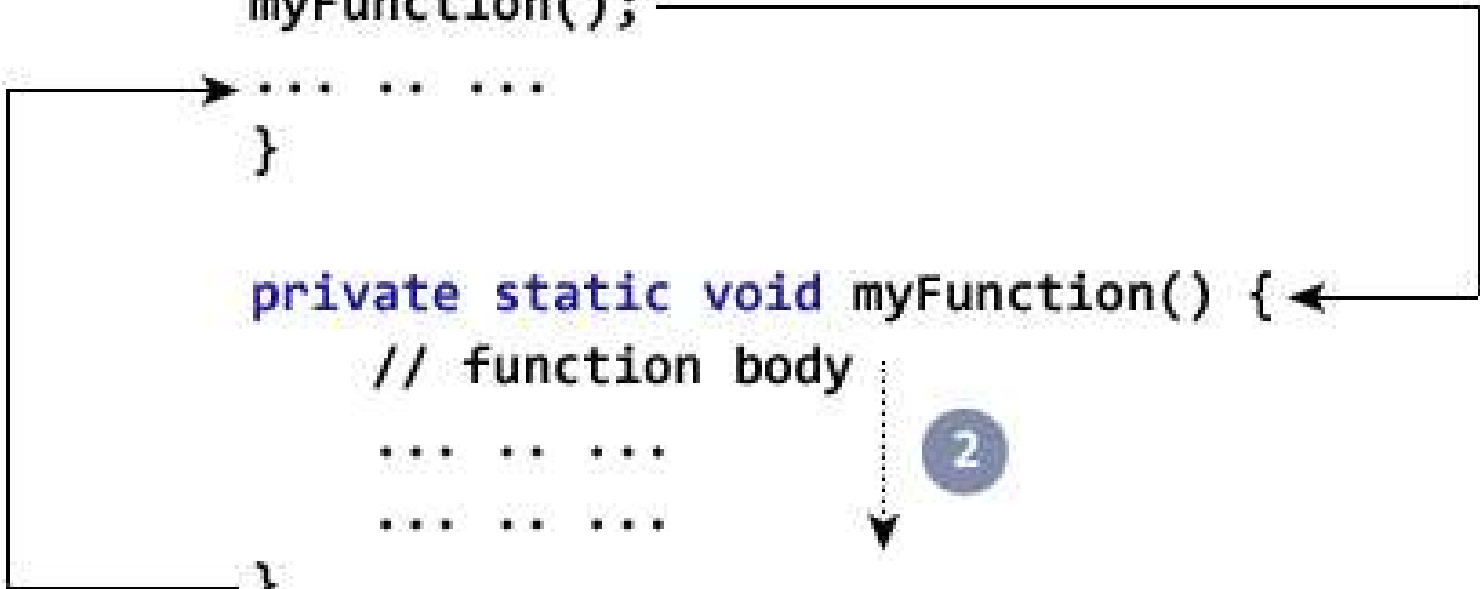 myFunction();
... .. ...
}
private static void myFunction() {
// function body
2
... .. ...
... .. ...
}